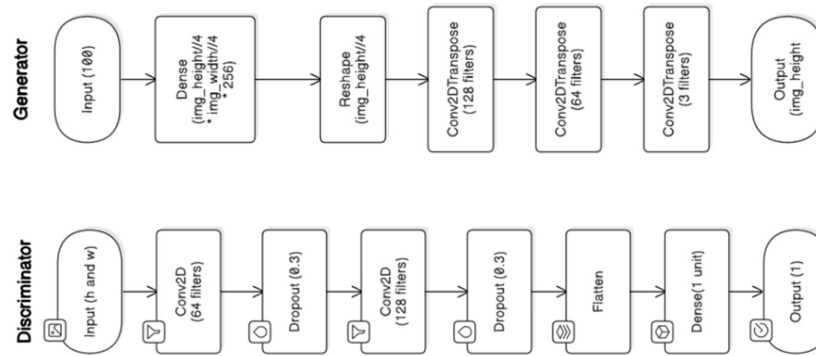 Generator
Input (100)
Dense
(img_height//4
* img_width//4
* 256)
Reshape
(img_height//4
Conv2DTranspose
(128 filters)
Conv2DTranspose
(64 filters)
Conv2DTranspose
(3 filters)
Output
(img_height
Discriminator
Input (h and w)
Conv2D
(64 filters)
Dropout (0.3)
Conv2D
(128 filters)
Dropout (0.3)
Flatten
Dense(1 unit)
Output (1)